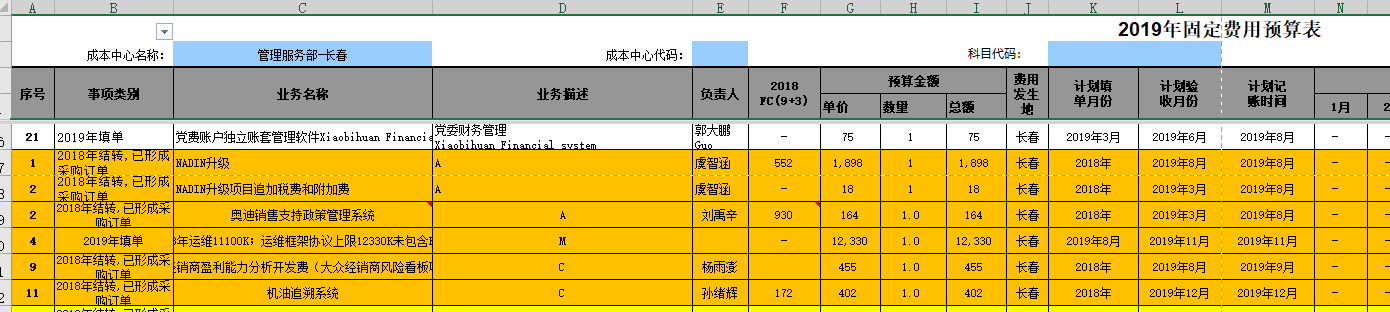 A B C D E F G H I J K L M N
2019年固定费用预算表
成本中心名称： 管理服务部-长春 成本中心代码： 科目代码：
序号 事项类别 业务名称 业务描述 负责人 2018 FC(9+3) 预算金额 费用发生地 计划填单月份 计划验收月份 计划记账时间
单价 数量 总额 1月 2
21 2019年填单 党费账户独立账套管理软件Xiaobihuan Financia 党委财务管理 Xiaobihuan Financial system 郭大鹏 Guo - 75 1 75 长春 2019年3月 2019年6月 2019年8月 - -
1 2018年结转,已形成采购订单 NADIN升级 A 虞智涵 552 1,898 1 1,898 长春 2018年 2019年8月 2019年8月 - -
2 2018年结转,已形成采购订单 NADIN升级项目追加税费和附加费 A 虞智涵 - 18 1 18 长春 2018年 2019年3月 2019年8月 - -
2 2018年结转,已形成采购订单 奥迪销售支持政策管理系统 A 刘禹辛 930 164 1.0 164 长春 2018年 2019年3月 2019年8月 - -
4 2019年填单 年运维11100K; 运维框架协议上限12330K未包含 M - 12,330 1.0 12,330 长春 2019年8月 2019年11月 2019年11月 - -
9 2018年结转,已形成采购订单 经销商盈利能力分析开发费（大众经销商风险看板 C 杨雨澎 455 1.0 455 长春 2018年 2019年8月 2019年9月 - -
11 2018年结转,已形成采购订单 机油追溯系统 C 孙绪辉 172 402 1.0 402 长春 2018年 2019年12月 2019年12月 - -